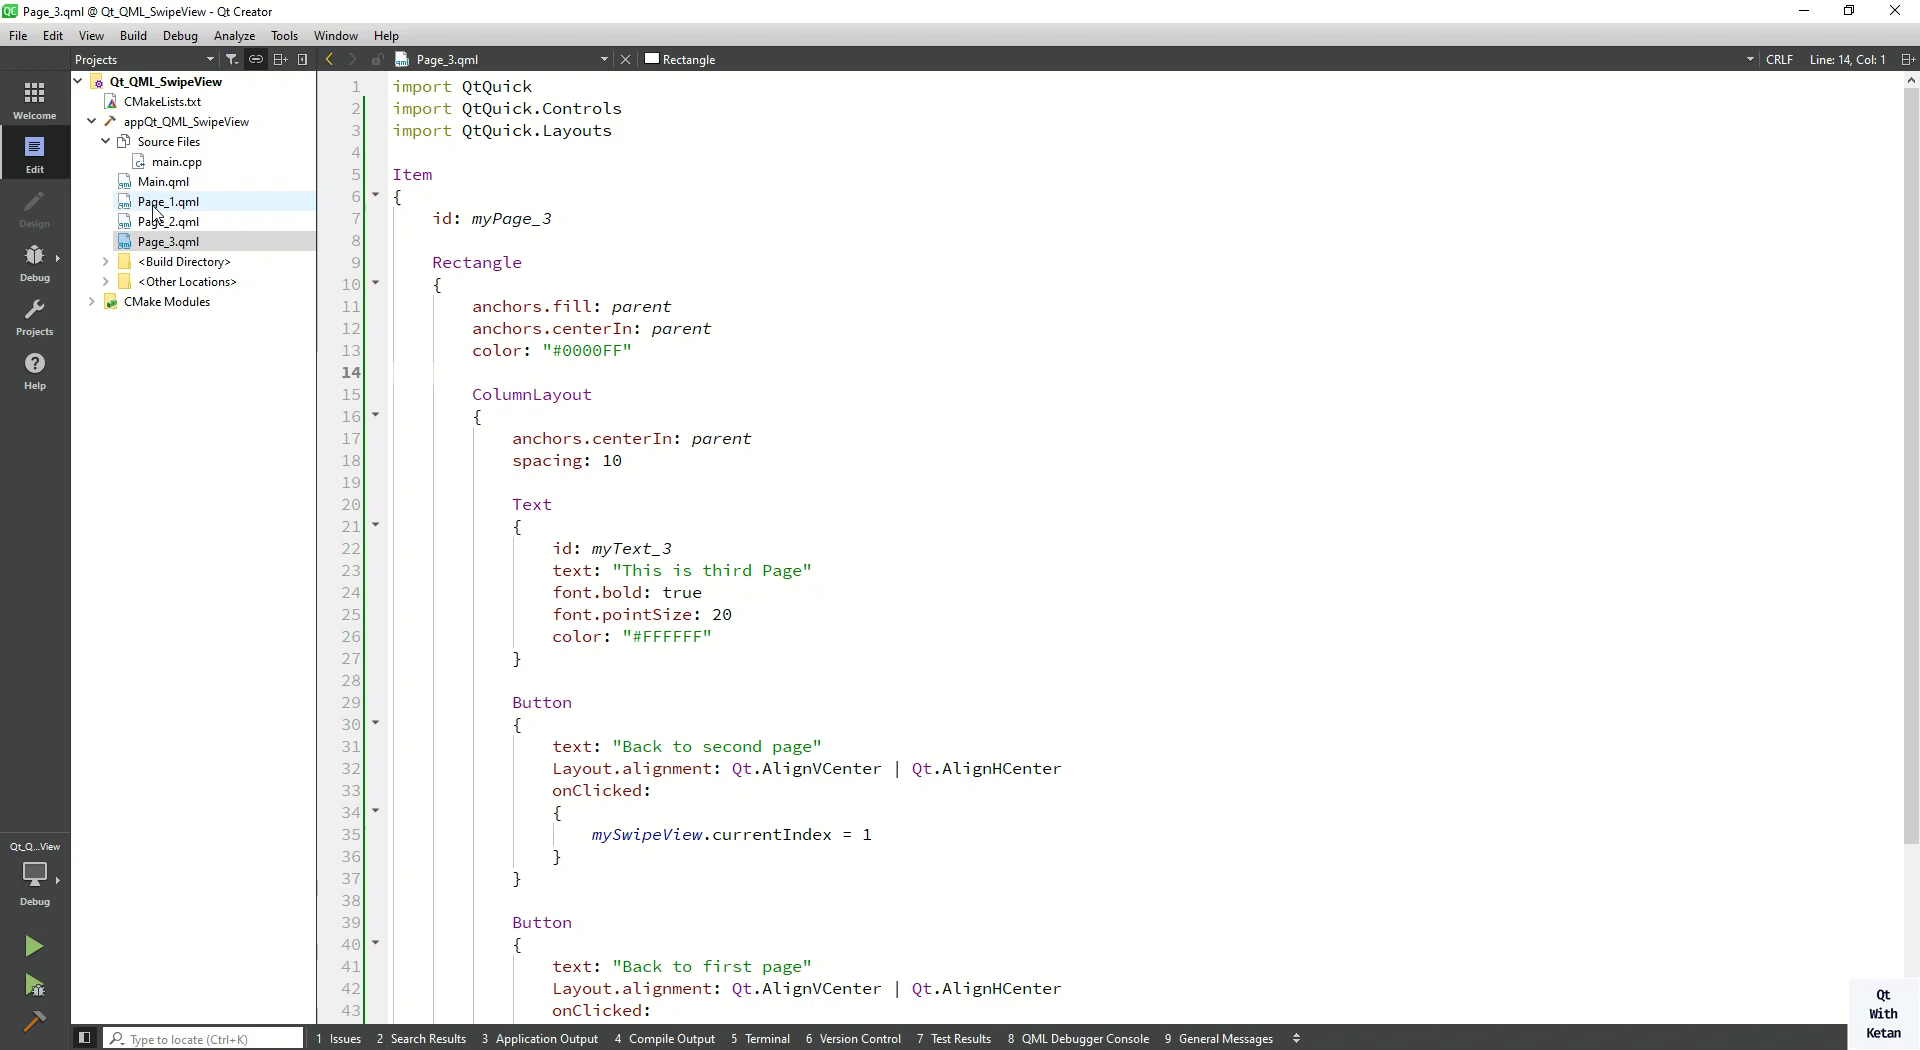 Page_3.qml @ Qt_QML_SwipeView - Qt Creator
File Edit View Build Debug Analyze Tools Window Help
Projects Page_3.qml Rectangle CRLF Line: 14, Col: 1
Welcome
Edit
Design
Debug
Projects
Help
Qt_QML_SwipeView
CMakeLists.txt
appQt_QML_SwipeView
Source Files
main.cpp
Main.qml
Page_1.qml
Page_2.qml
Page_3.qml
<Build Directory>
<Other Locations>
CMake Modules
1 import QtQuick
2 import QtQuick.Controls
3 import QtQuick.Layouts
4
5 Item
6 {
7 id: myPage_3
8
9 Rectangle
10 {
11 anchors.fill: parent
12 anchors.centerIn: parent
13 color: "#0000FF"
14
15 ColumnLayout
16 {
17 anchors.centerIn: parent
18 spacing: 10
19
20 Text
21 {
22 id: myText_3
23 text: "This is third Page"
24 font.bold: true
25 font.pointSize: 20
26 color: "#FFFFFF"
27 }
28
29 Button
30 {
31 text: "Back to second page"
32 Layout.alignment: Qt.AlignVCenter | Qt.AlignHCenter
33 onClicked:
34 {
35 mySwipeView.currentIndex = 1
36 }
37 }
38
39 Button
40 {
41 text: "Back to first page"
42 Layout.alignment: Qt.AlignVCenter | Qt.AlignHCenter
43 onClicked:
Qt_Q...View
Debug
Type to locate (Ctrl+K) 1 Issues 2 Search Results 3 Application Output 4 Compile Output 5 Terminal 6 Version Control 7 Test Results 8 QML Debugger Console 9 General Messages
Qt
With
Ketan